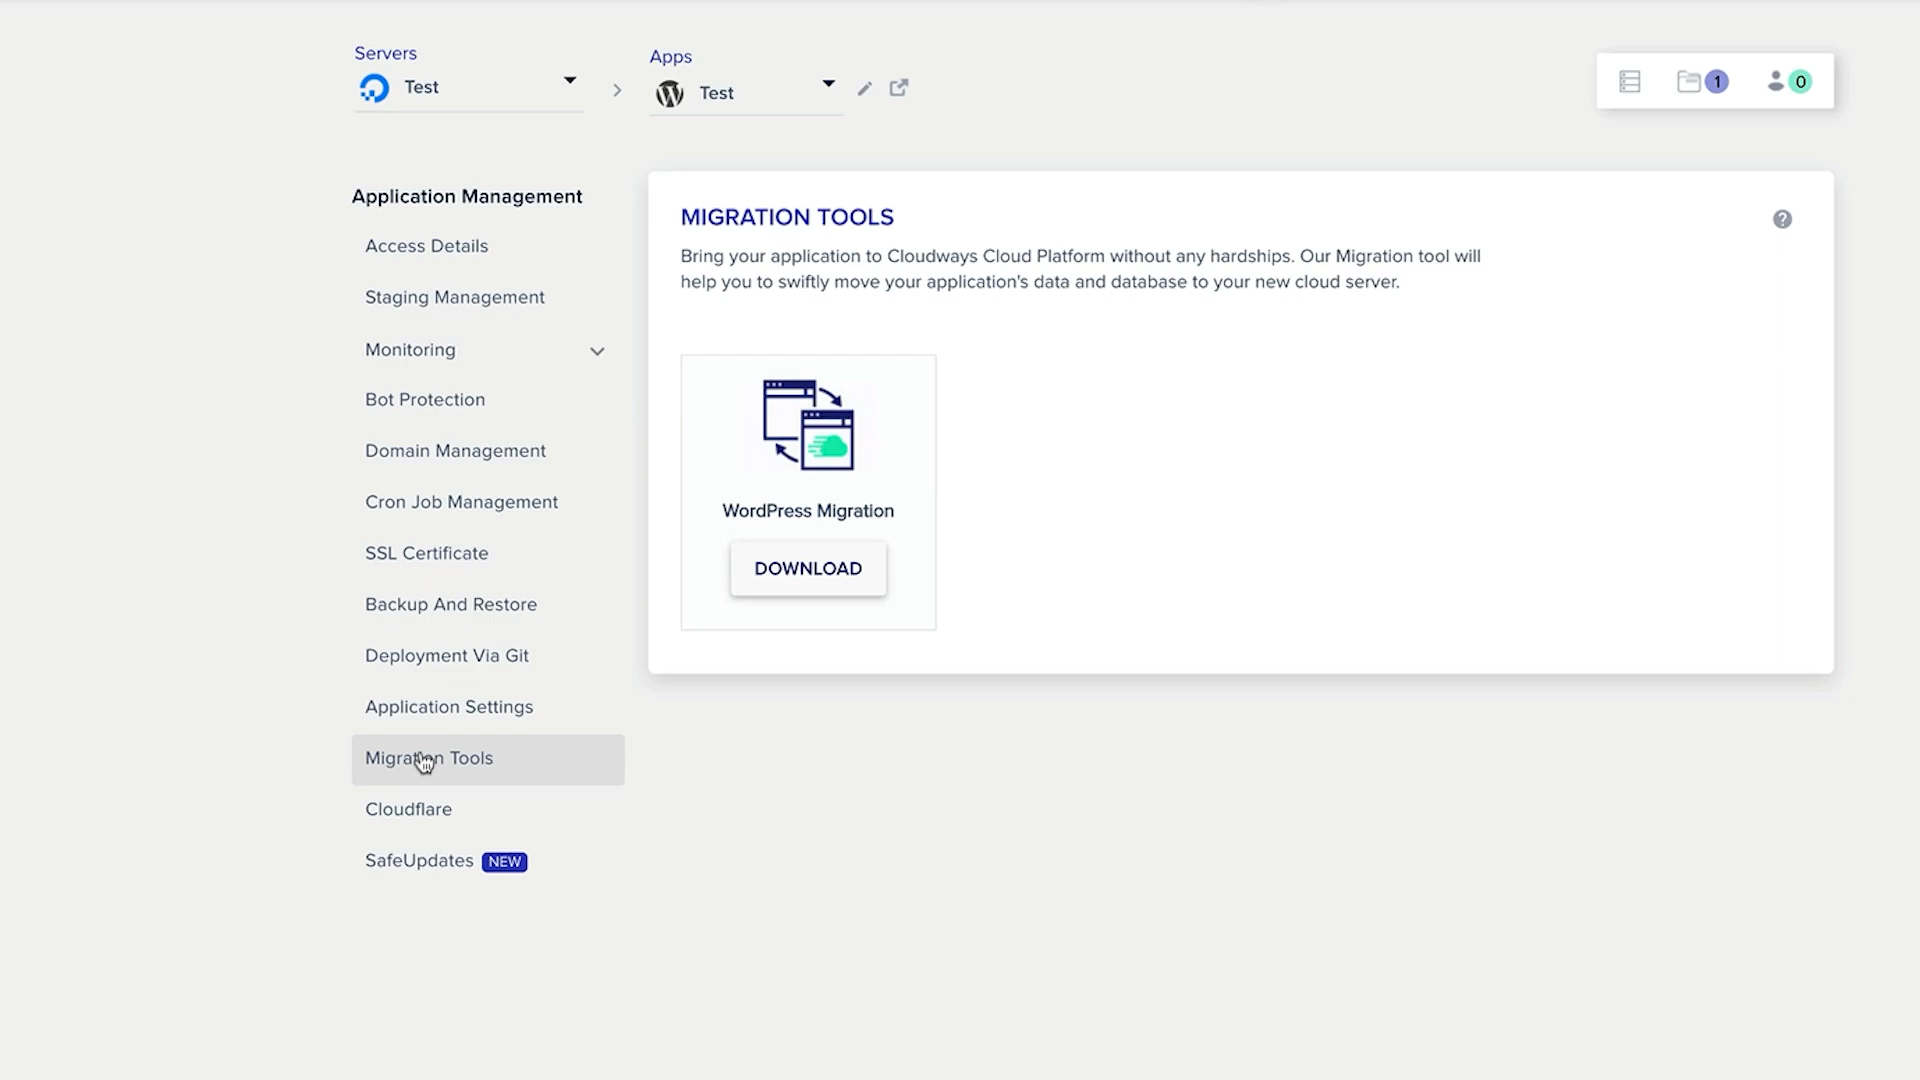 Servers
Test
Apps
Test
1
0
Application Management
Access Details
Staging Management
Monitoring
Bot Protection
Domain Management
Cron Job Management
SSL Certificate
Backup And Restore
Deployment Via Git
Application Settings
Migration Tools
Cloudflare
SafeUpdates NEW
MIGRATION TOOLS
Bring your application to Cloudways Cloud Platform without any hardships. Our Migration tool will
help you to swiftly move your application's data and database to your new cloud server.
WordPress Migration
DOWNLOAD